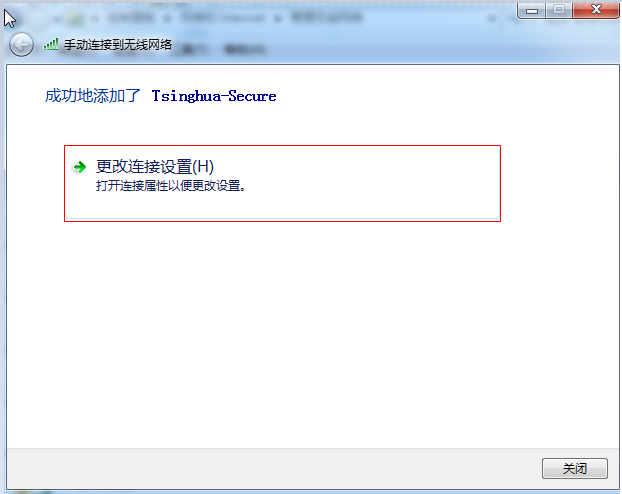 手动连接到无线网络
成功地添加了 Tsinghua-Secure
更改连接设置(H)
打开连接属性以便更改设置。
关闭